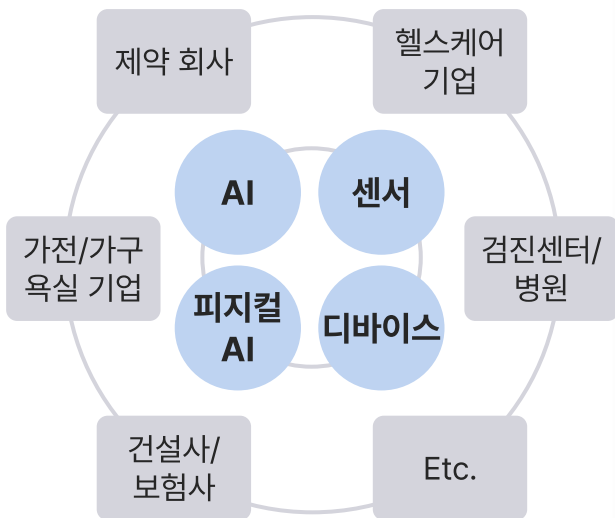 제약 회사
헬스케어
기업
AI
센서
가전/가구
욕실 기업
검진센터/
병원
피지컬
AI
디바이스
건설사/
보험사
Etc.